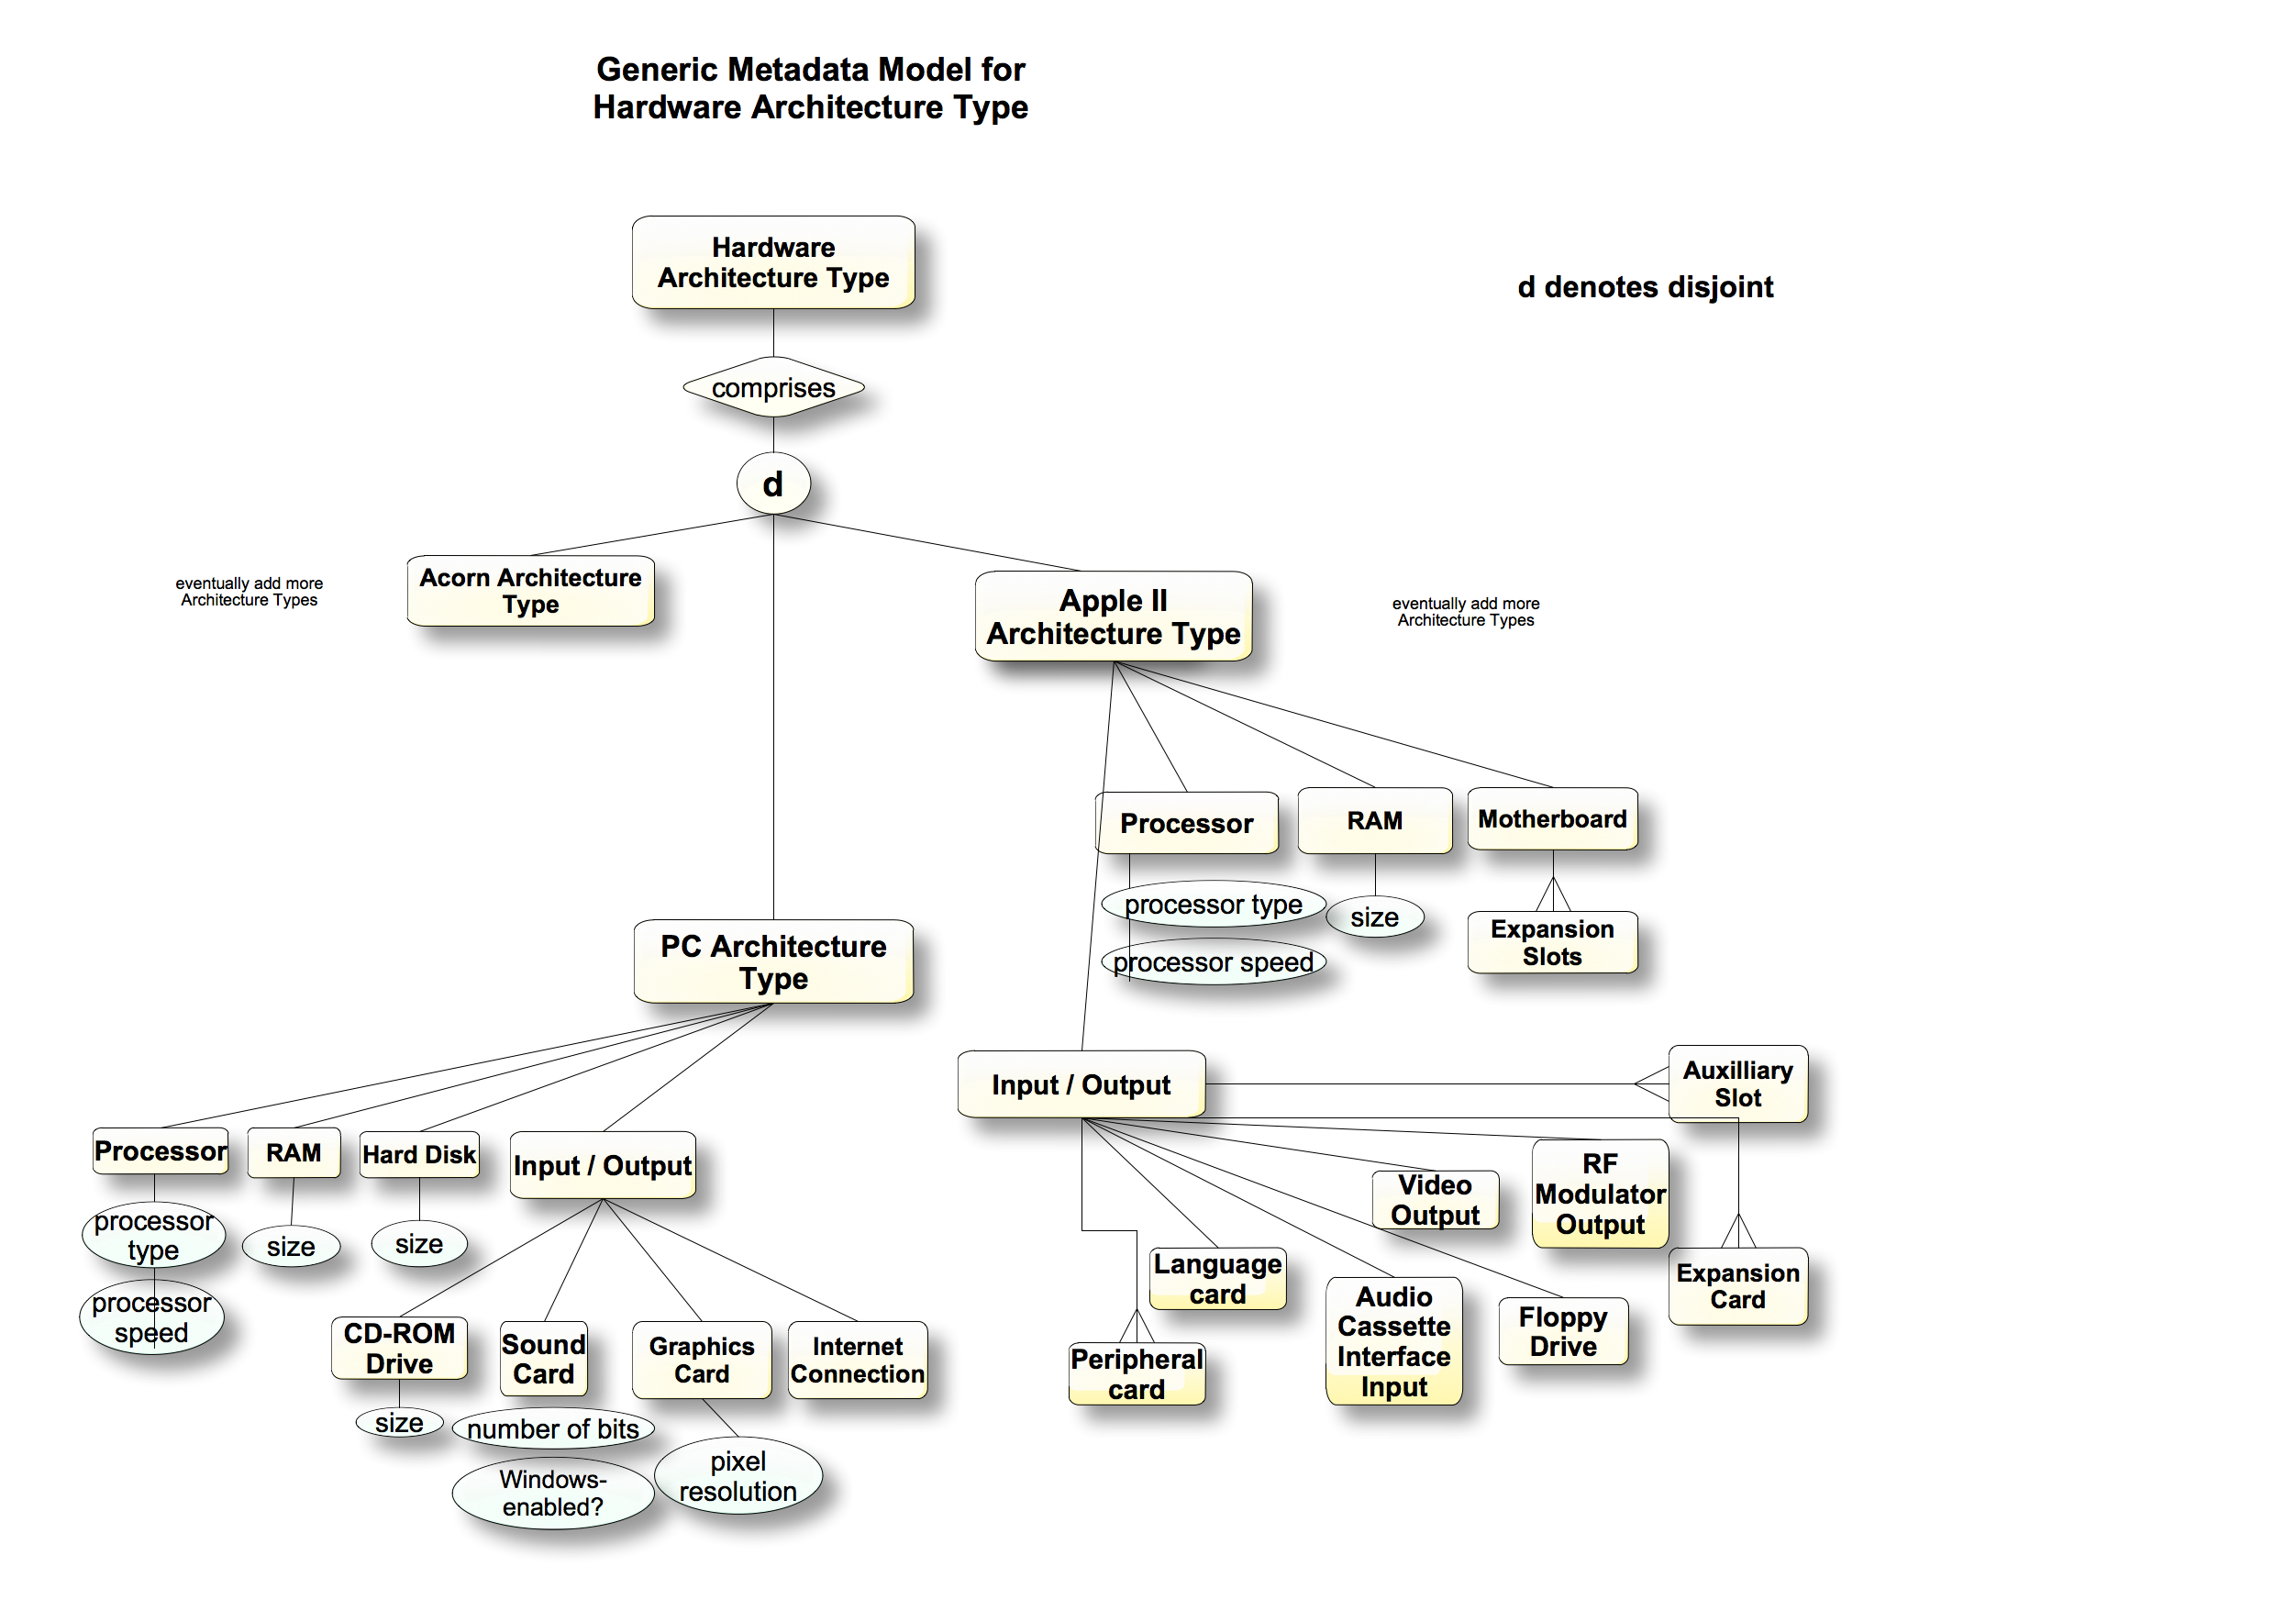 Generic Metadata Model for
Hardware Architecture Type
Hardware
Architecture Type
d denotes disjoint
comprises
d
Acorn Architecture
Type
eventually add more
Architecture Types
Apple II
Architecture Type
eventually add more
Architecture Types
Processor
RAM
Motherboard
processor type
size
processor speed
Expansion
Slots
PC Architecture
Type
Input / Output
Auxilliary
Slot
Processor
RAM
Hard Disk
Input / Output
processor
type
size
size
processor
speed
Video
Output
RF
Modulator
Output
Language
card
Audio
Cassette
Interface
Input
Floppy
Drive
Expansion
Card
Peripheral
card
CD-ROM
Drive
Sound
Card
Graphics
Card
Internet
Connection
size
number of bits
Windows-
enabled?
pixel
resolution